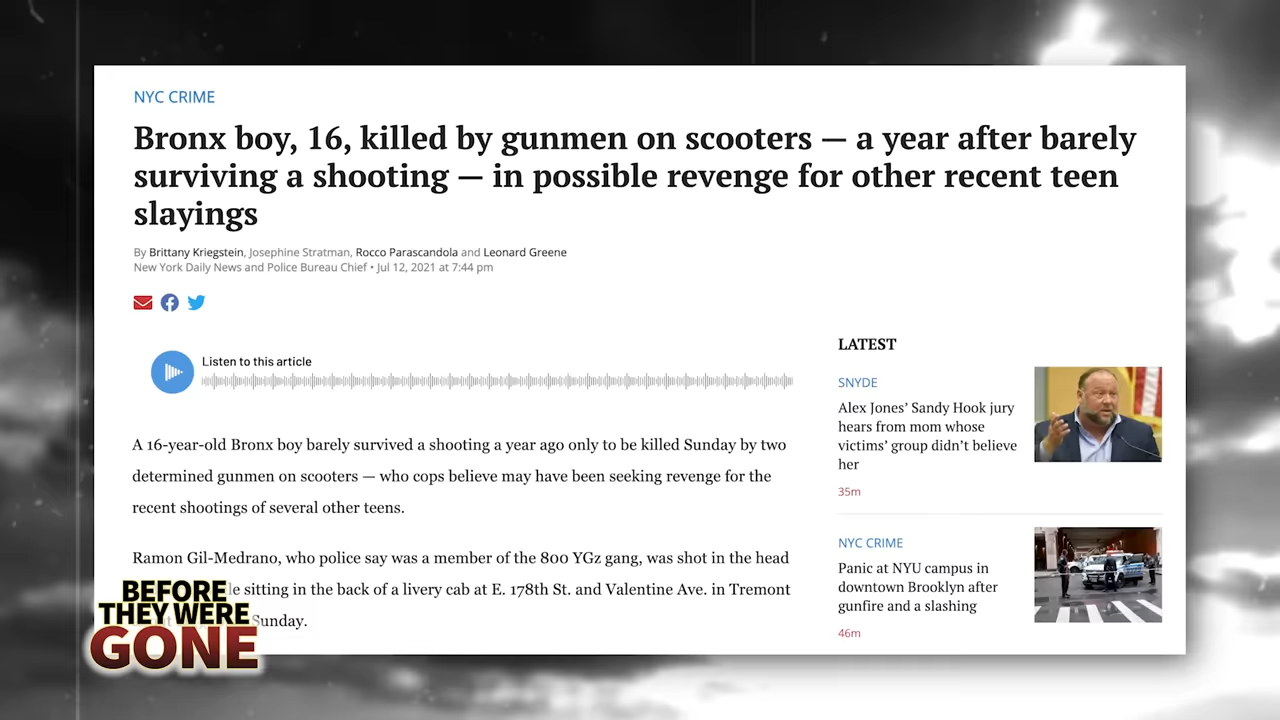 NYC CRIME
Bronx boy, 16, killed by gunmen on scooters — a year after barely
surviving a shooting — in possible revenge for other recent teen
slayings
By Brittany Kriegstein, Josephine Stratman, Rocco Parascandola and Leonard Greene
New York Daily News and Police Bureau Chief • Jul 12, 2021 at 7:44 pm
Listen to this article
A 16-year-old Bronx boy barely survived a shooting a year ago only to be killed Sunday by two
determined gunmen on scooters — who cops believe may have been seeking revenge for the
recent shootings of several other teens.
Ramon Gil-Medrano, who police say was a member of the 800 YGz gang, was shot in the head
sitting in the back of a livery cab at E. 178th St. and Valentine Ave. in Tremont
Sunday.
LATEST
SNYDE
Alex Jones' Sandy Hook jury
hears from mom whose
victims' group didn't believe
her
35m
NYC CRIME
Panic at NYU campus in
downtown Brooklyn after
gunfire and a slashing
46m
BEFORE
THEY WERE
GONE